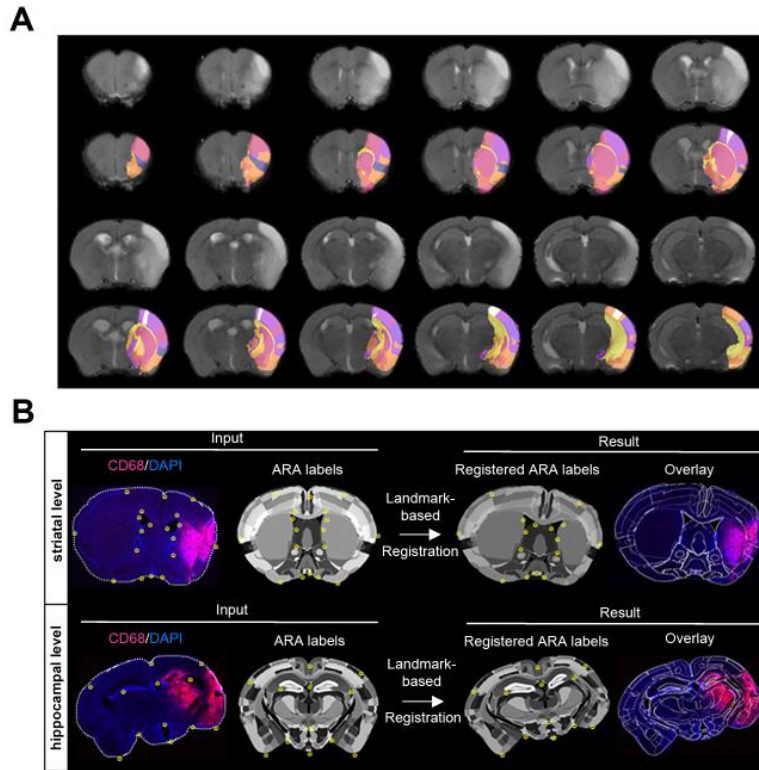 A
B
Input
Result
CD68/DAPI
ARA labels
Registered ARA labels
Overlay
Landmark-
based
Registration
striatal level
Input
Result
CD68/DAPI
ARA labels
Registered ARA labels
Overlay
Landmark-
based
Registration
hippocampal level